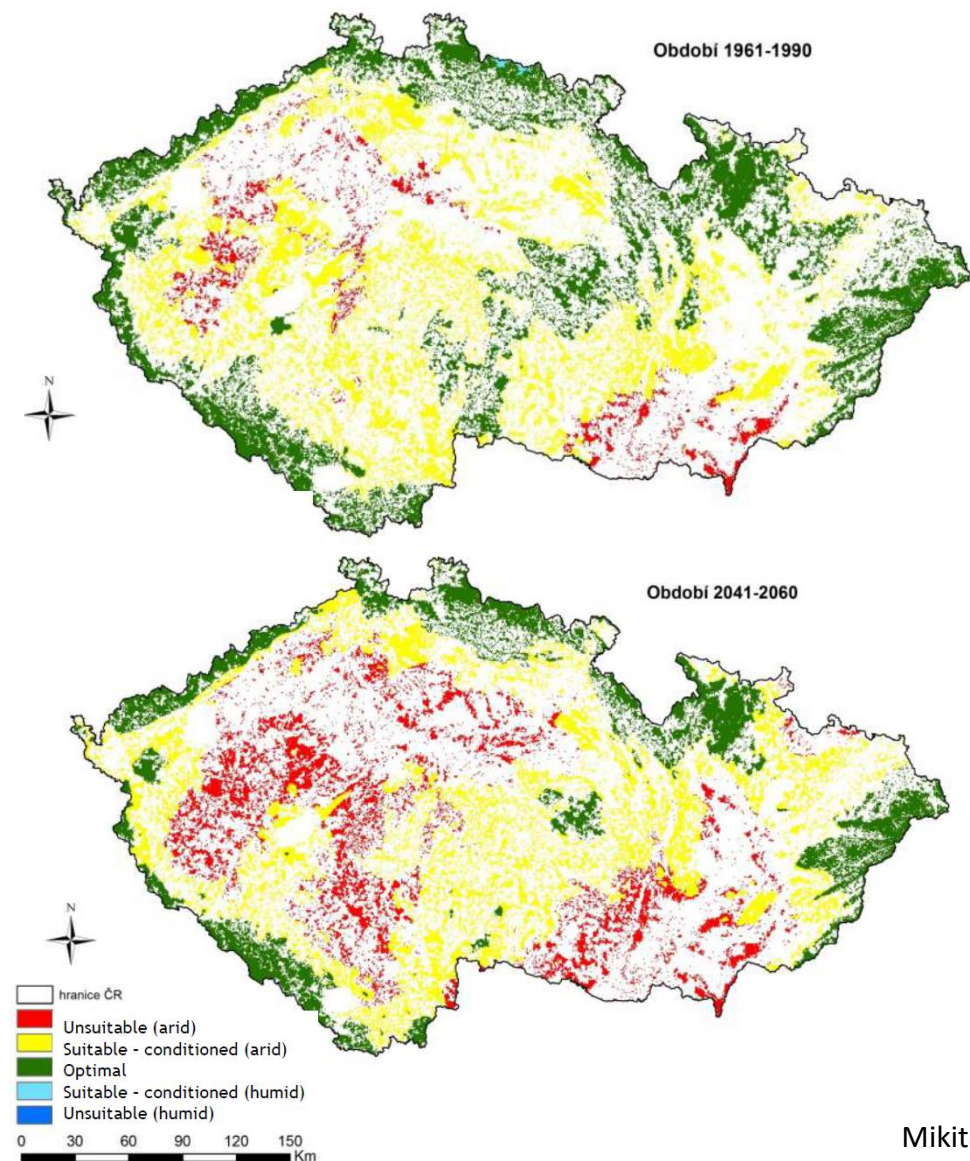 Období 1961-1990
N
Období 2041-2060
N
hranice ČR
Unsuitable (arid)
Suitable - conditioned (arid)
Optimal
Suitable - conditioned (humid)
Unsuitable (humid)
0 30 60 90 120 150
Km
Mikit